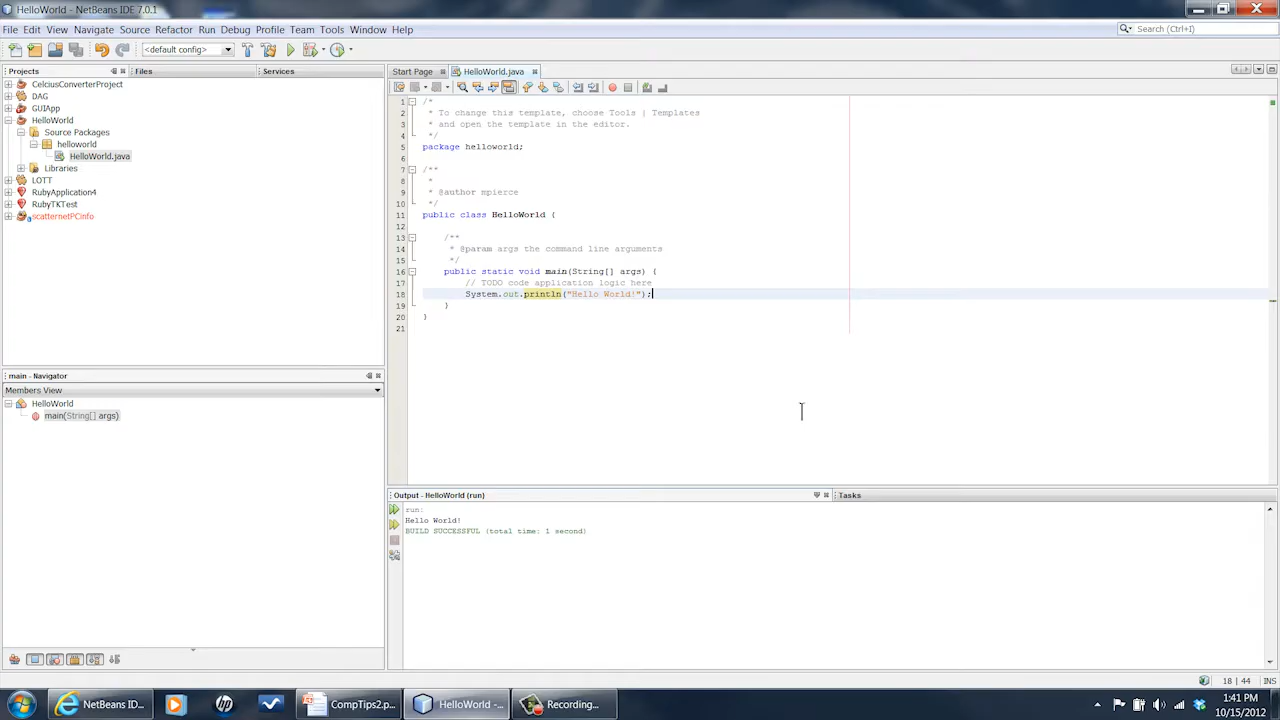 HelloWorld - NetBeans IDE 7.0.1
File Edit View Navigate Source Refactor Run Debug Profile Team Tools Window Help
Search (Ctrl+I)
<default config>
Projects
Files
Services
CelciusConverterProject
DAG
GUIApp
HelloWorld
Source Packages
helloworld
HelloWorld.java
Libraries
LOTT
RubyApplication4
RubyTKTest
scatternetPCinfo
main - Navigator
Members View
HelloWorld
main(String[] args)
Start Page
HelloWorld.java
1 /*
2 * To change this template, choose Tools | Templates
3 * and open the template in the editor.
4 */
5 package helloworld;
6
7 /**
8 *
9 * @author mpierce
10 */
11 public class HelloWorld {
12
13 /**
14 * @param args the command line arguments
15 */
16 public static void main(String[] args) {
17 // TODO code application logic here
18 System.out.println("Hello World!");
19 }
20 }
21
Output - HelloWorld (run)
Tasks
run:
Hello World!
BUILD SUCCESSFUL (total time: 1 second)
18 | 44 INS
NetBeans ID...
CompTips2.p...
HelloWorld -...
Recording...
1:41 PM
10/15/2012